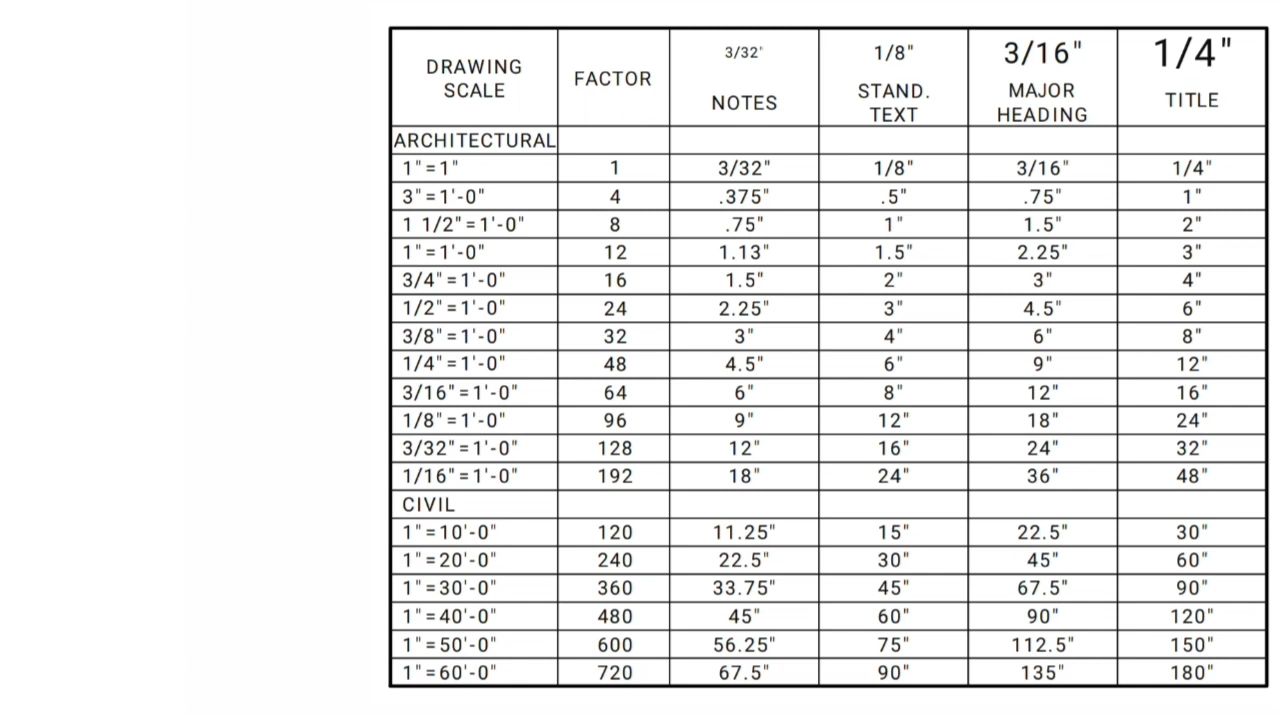 DRAWING SCALE FACTOR 3/32' NOTES 1/8" STAND. TEXT 3/16" MAJOR HEADING 1/4" TITLE
ARCHITECTURAL
1"=1" 1 3/32" 1/8" 3/16" 1/4"
3"=1'-0" 4 .375" .5" .75" 1"
1 1/2"=1'-0" 8 .75" 1" 1.5" 2"
1"=1'-0" 12 1.13" 1.5" 2.25" 3"
3/4"=1'-0" 16 1.5" 2" 3" 4"
1/2"=1'-0" 24 2.25" 3" 4.5" 6"
3/8"=1'-0" 32 3" 4" 6" 8"
1/4"=1'-0" 48 4.5" 6" 9" 12"
3/16"=1'-0" 64 6" 8" 12" 16"
1/8"=1'-0" 96 9" 12" 18" 24"
3/32"=1'-0" 128 12" 16" 24" 32"
1/16"=1'-0" 192 18" 24" 36" 48"
CIVIL
1"=10'-0" 120 11.25" 15" 22.5" 30"
1"=20'-0" 240 22.5" 30" 45" 60"
1"=30'-0" 360 33.75" 45" 67.5" 90"
1"=40'-0" 480 45" 60" 90" 120"
1"=50'-0" 600 56.25" 75" 112.5" 150"
1"=60'-0" 720 67.5" 90" 135" 180"